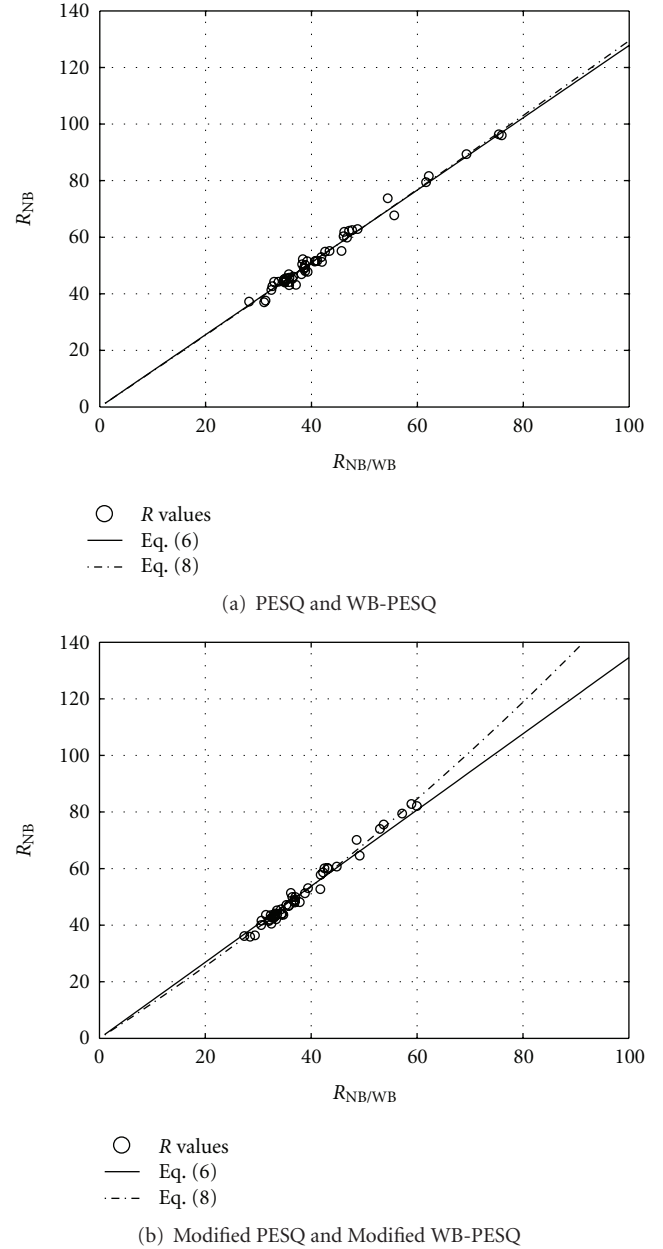 140
120
100
80
60
40
20
0
R_NB
0 20 40 60 80 100
R_NB/WB
R values
Eq. (6)
Eq. (8)
(a) PESQ and WB-PESQ
140
120
100
80
60
40
20
0
R_NB
0 20 40 60 80 100
R_NB/WB
R values
Eq. (6)
Eq. (8)
(b) Modified PESQ and Modified WB-PESQ